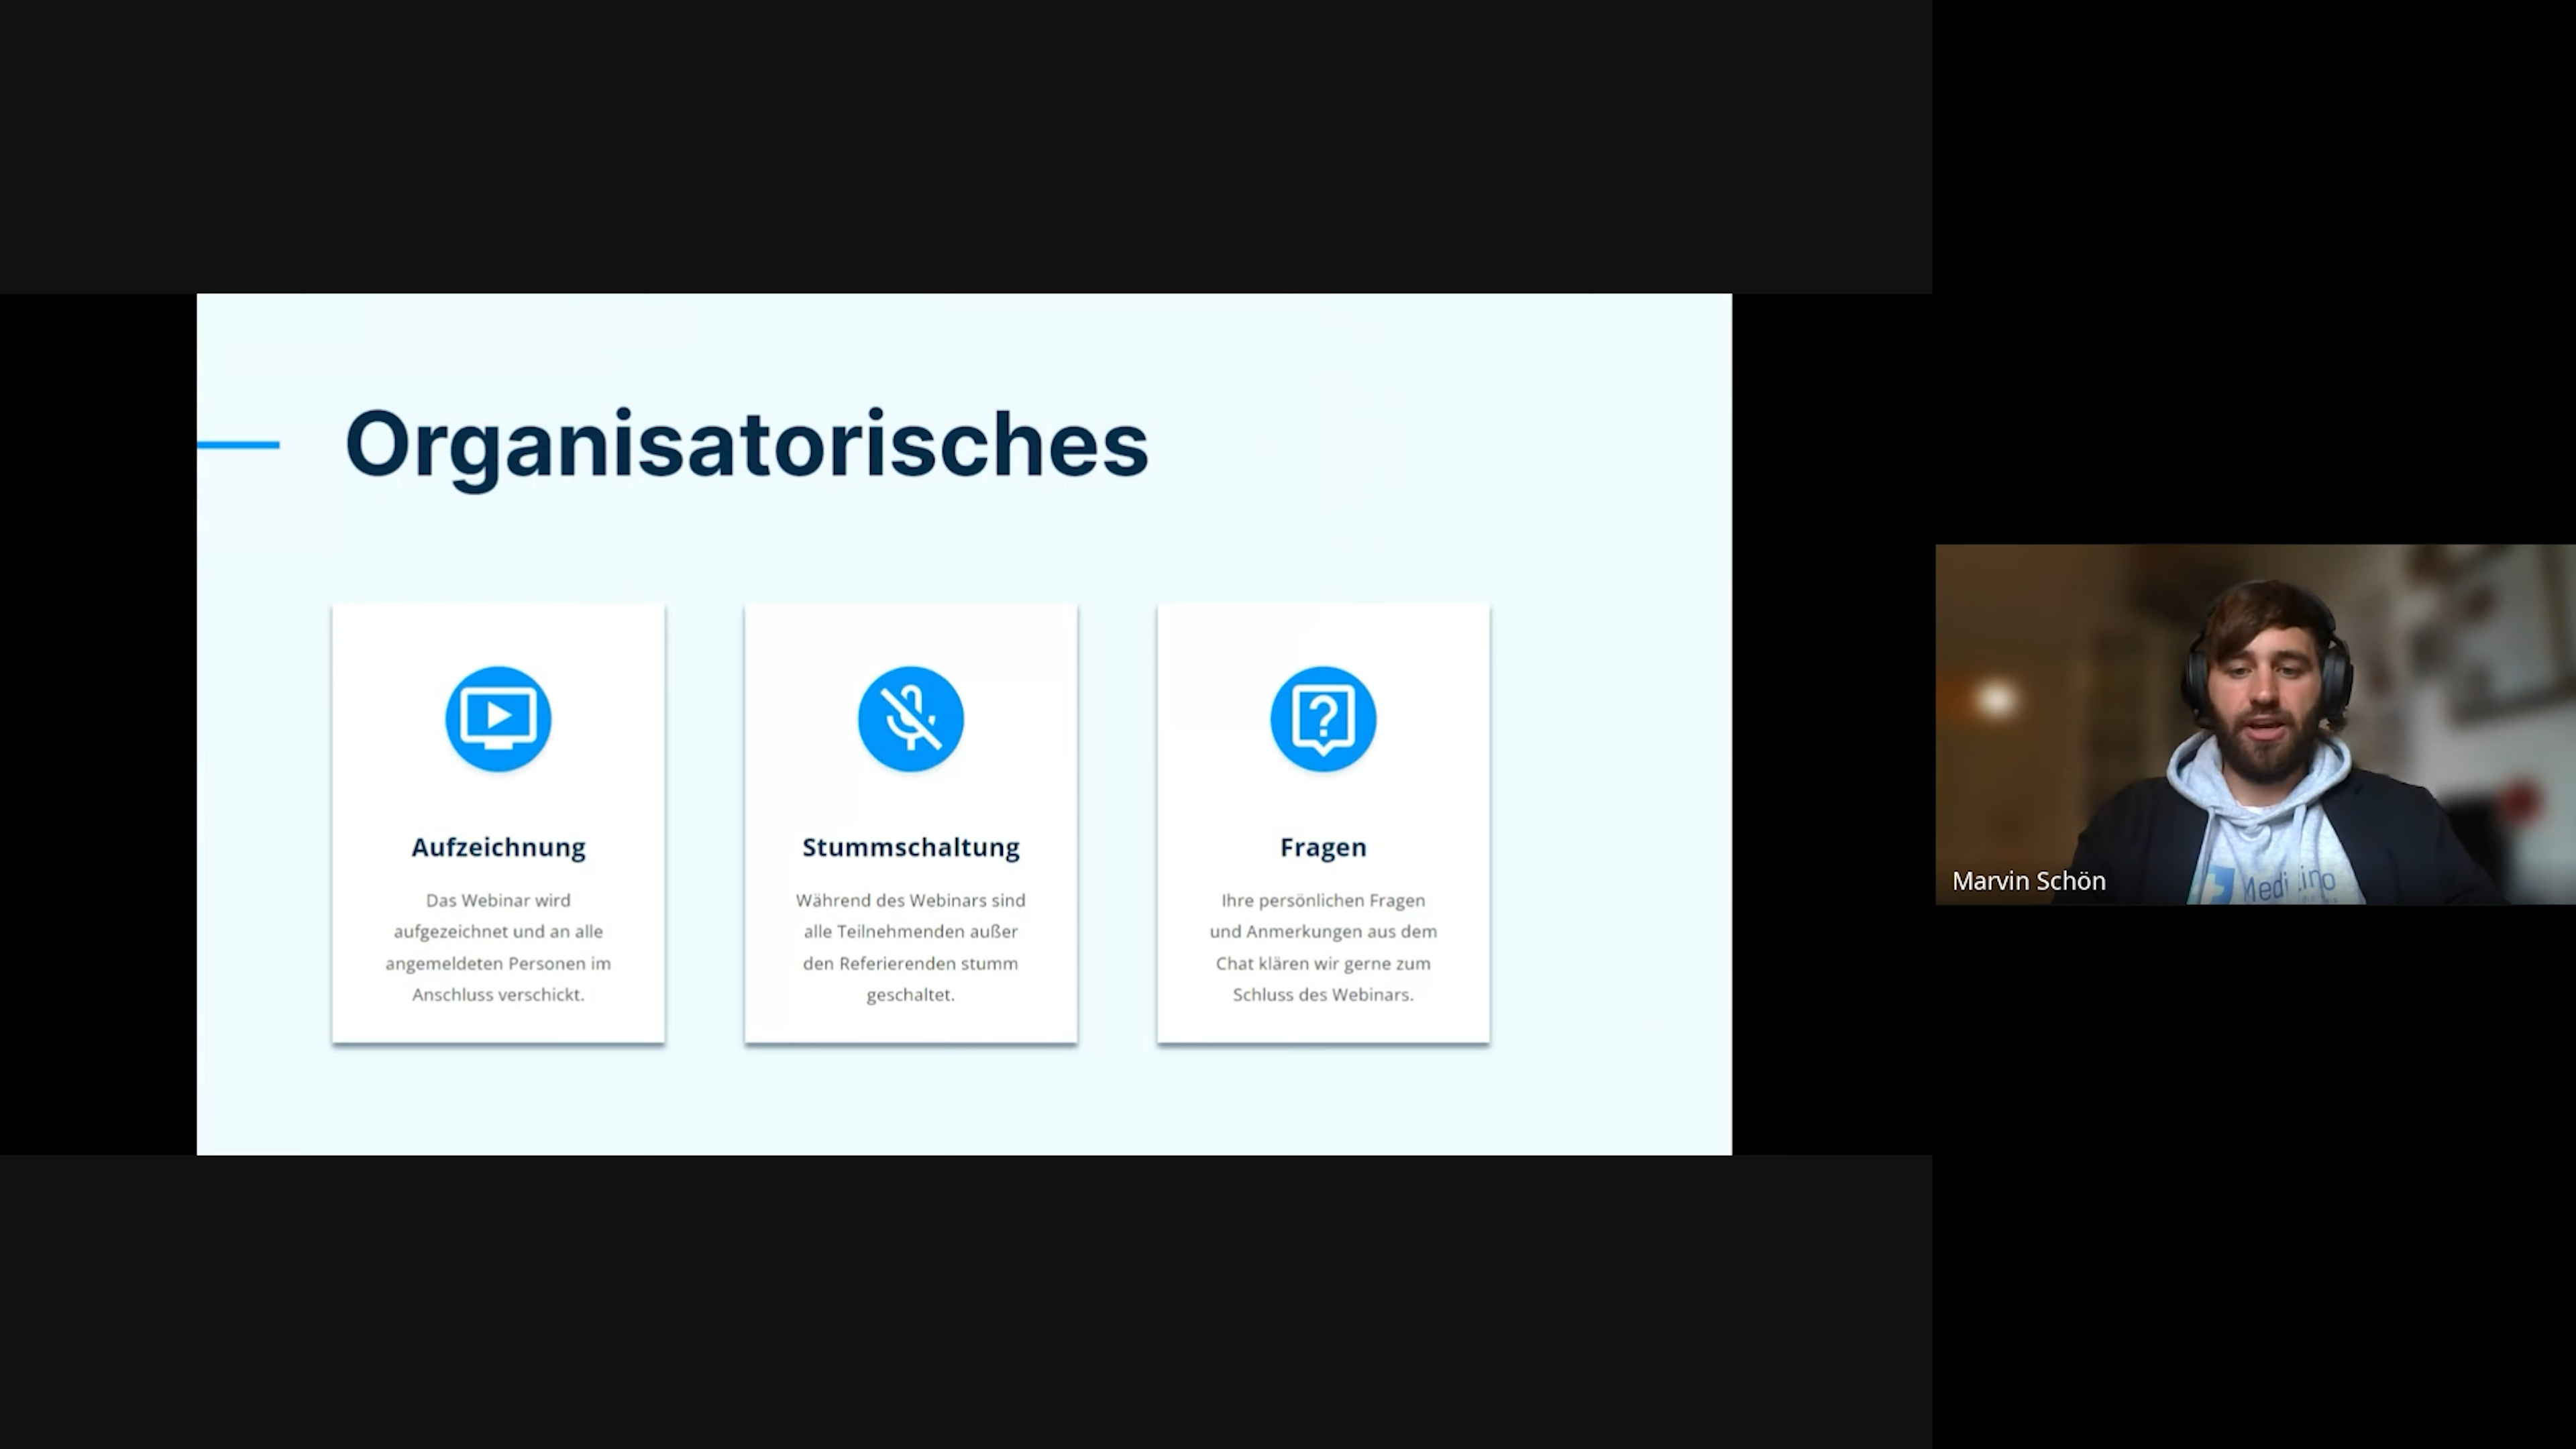 Organisatorisches
Aufzeichnung
Das Webinar wird
aufgezeichnet und an alle
angemeldeten Personen im
Anschluss verschickt.
Stummschaltung
Während des Webinars sind
alle Teilnehmenden außer
den Referierenden stumm
geschaltet.
Fragen
Ihre persönlichen Fragen
und Anmerkungen aus dem
Chat klären wir gerne zum
Schluss des Webinars.
Marvin Schön